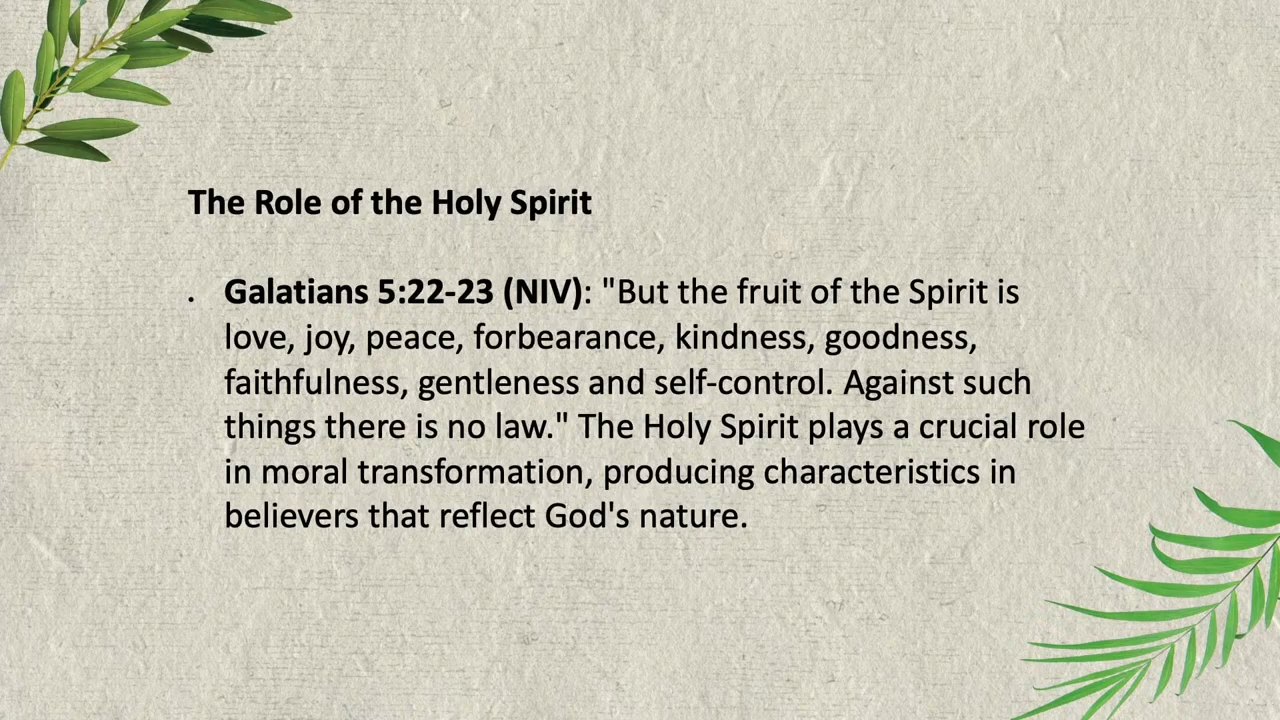 The Role of the Holy Spirit
• Galatians 5:22-23 (NIV): "But the fruit of the Spirit is
love, joy, peace, forbearance, kindness, goodness,
faithfulness, gentleness and self-control. Against such
things there is no law." The Holy Spirit plays a crucial role
in moral transformation, producing characteristics in
believers that reflect God's nature.